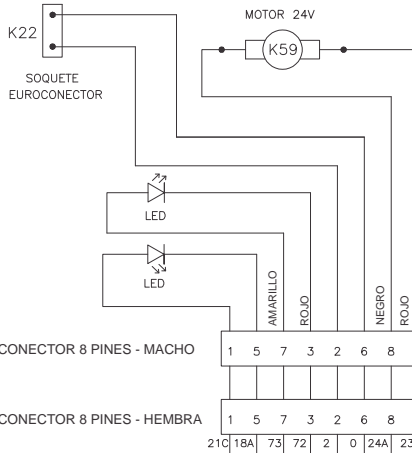 MOTOR 24V
K22
K59
SOQUETE
EUROCONECTOR
LED
LED
AMARILLO
ROJO
NEGRO
ROJO
CONECTOR 8 PINES - MACHO 1 5 7 3 2 6 8
CONECTOR 8 PINES - HEMBRA 1 5 7 3 2 6 8
21C 18A 73 72 2 0 24A 23